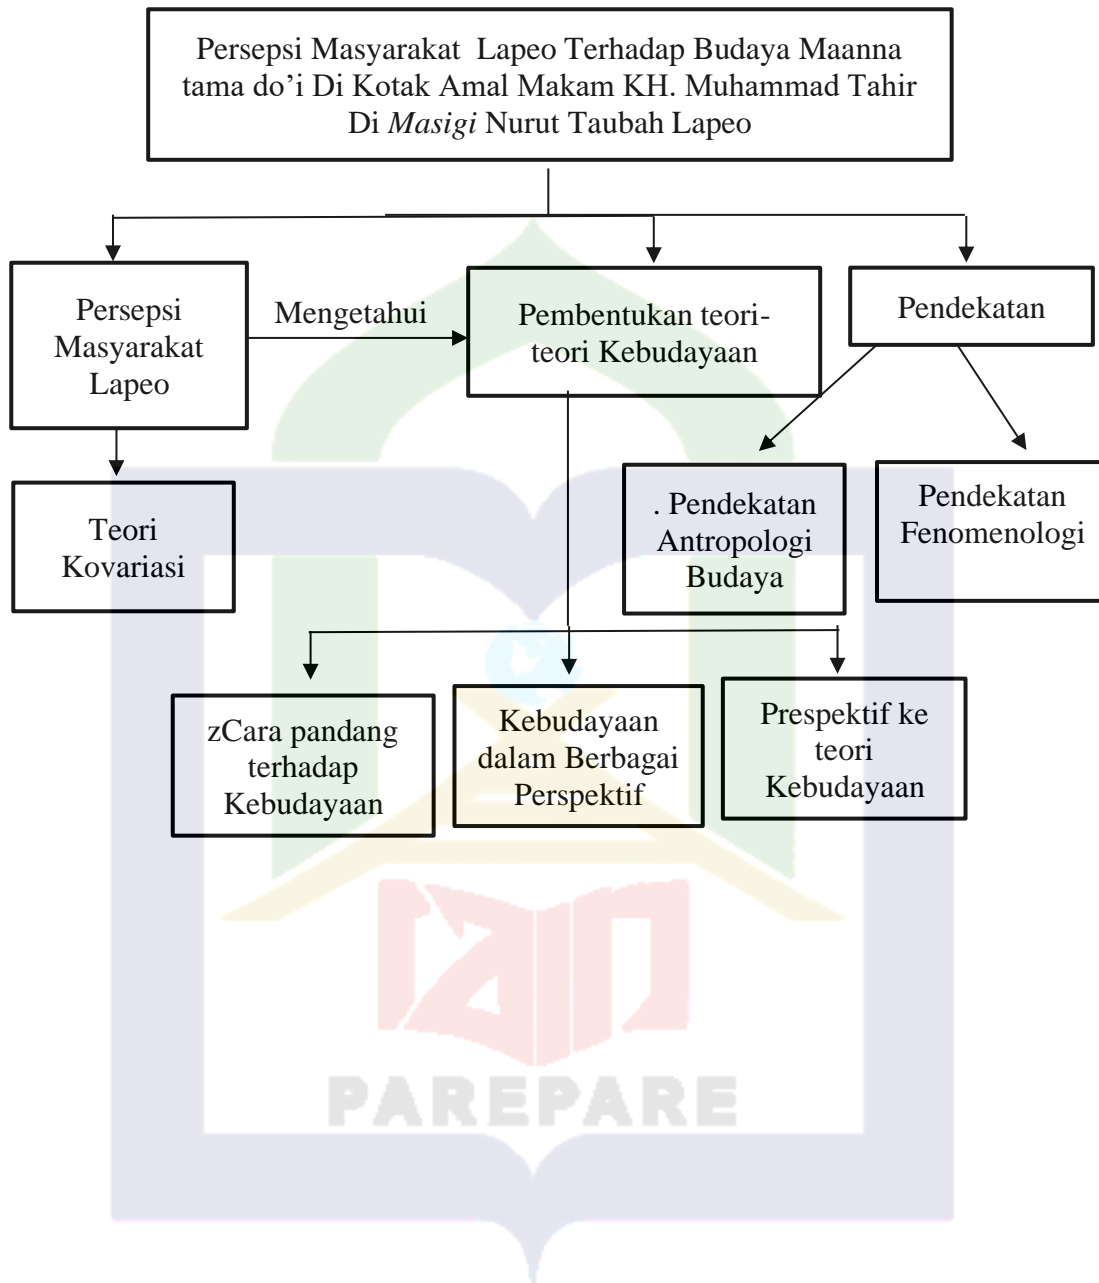 Persepsi Masyarakat Lapeo Terhadap Budaya Maanna
tama do’i Di Kotak Amal Makam KH. Muhammad Tahir
Di Masigi Nurut Taubah Lapeo
Persepsi
Masyarakat
Lapeo
Mengetahui
Pembentukan teori-
teori Kebudayaan
Pendekatan
Teori
Kovariasi
. Pendekatan
Antropologi
Budaya
Pendekatan
Fenomenologi
zCara pandang
terhadap
Kebudayaan
Kebudayaan
dalam Berbagai
Perspektif
Prespektif ke
teori
Kebudayaan
iain
PAREPARE